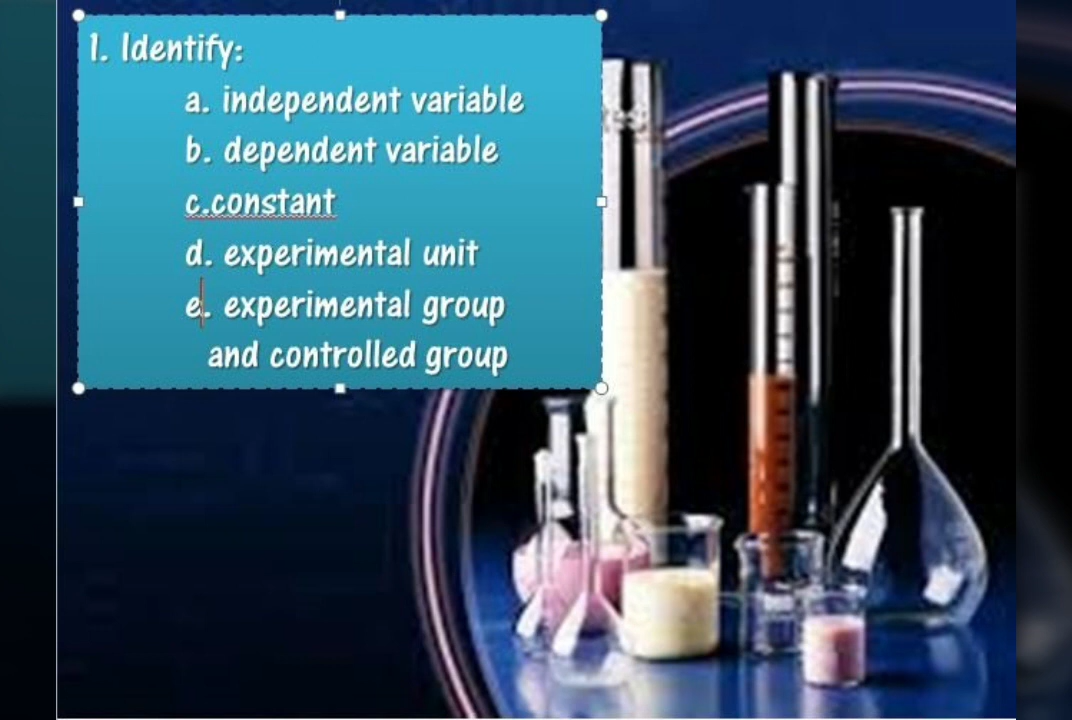 1. Identify:
a. independent variable
b. dependent variable
c.constant
d. experimental unit
e. experimental group
and controlled group